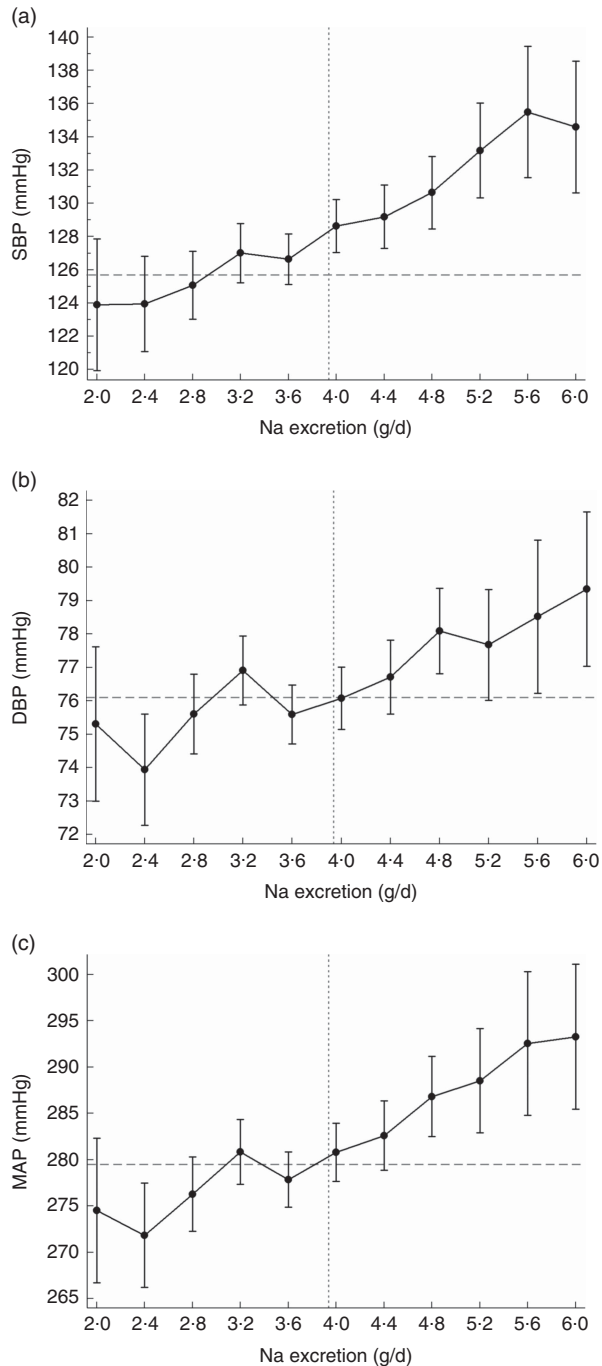 (a)
140
138
136
134
132
130
128
126
124
122
120
SBP (mmHg)
2·0 2·4 2·8 3·2 3·6 4·0 4·4 4·8 5·2 5·6 6·0
Na excretion (g/d)
(b)
82
81
80
79
78
77
76
75
74
73
72
DBP (mmHg)
2·0 2·4 2·8 3·2 3·6 4·0 4·4 4·8 5·2 5·6 6·0
Na excretion (g/d)
(c)
300
295
290
285
280
275
270
265
MAP (mmHg)
2·0 2·4 2·8 3·2 3·6 4·0 4·4 4·8 5·2 5·6 6·0
Na excretion (g/d)